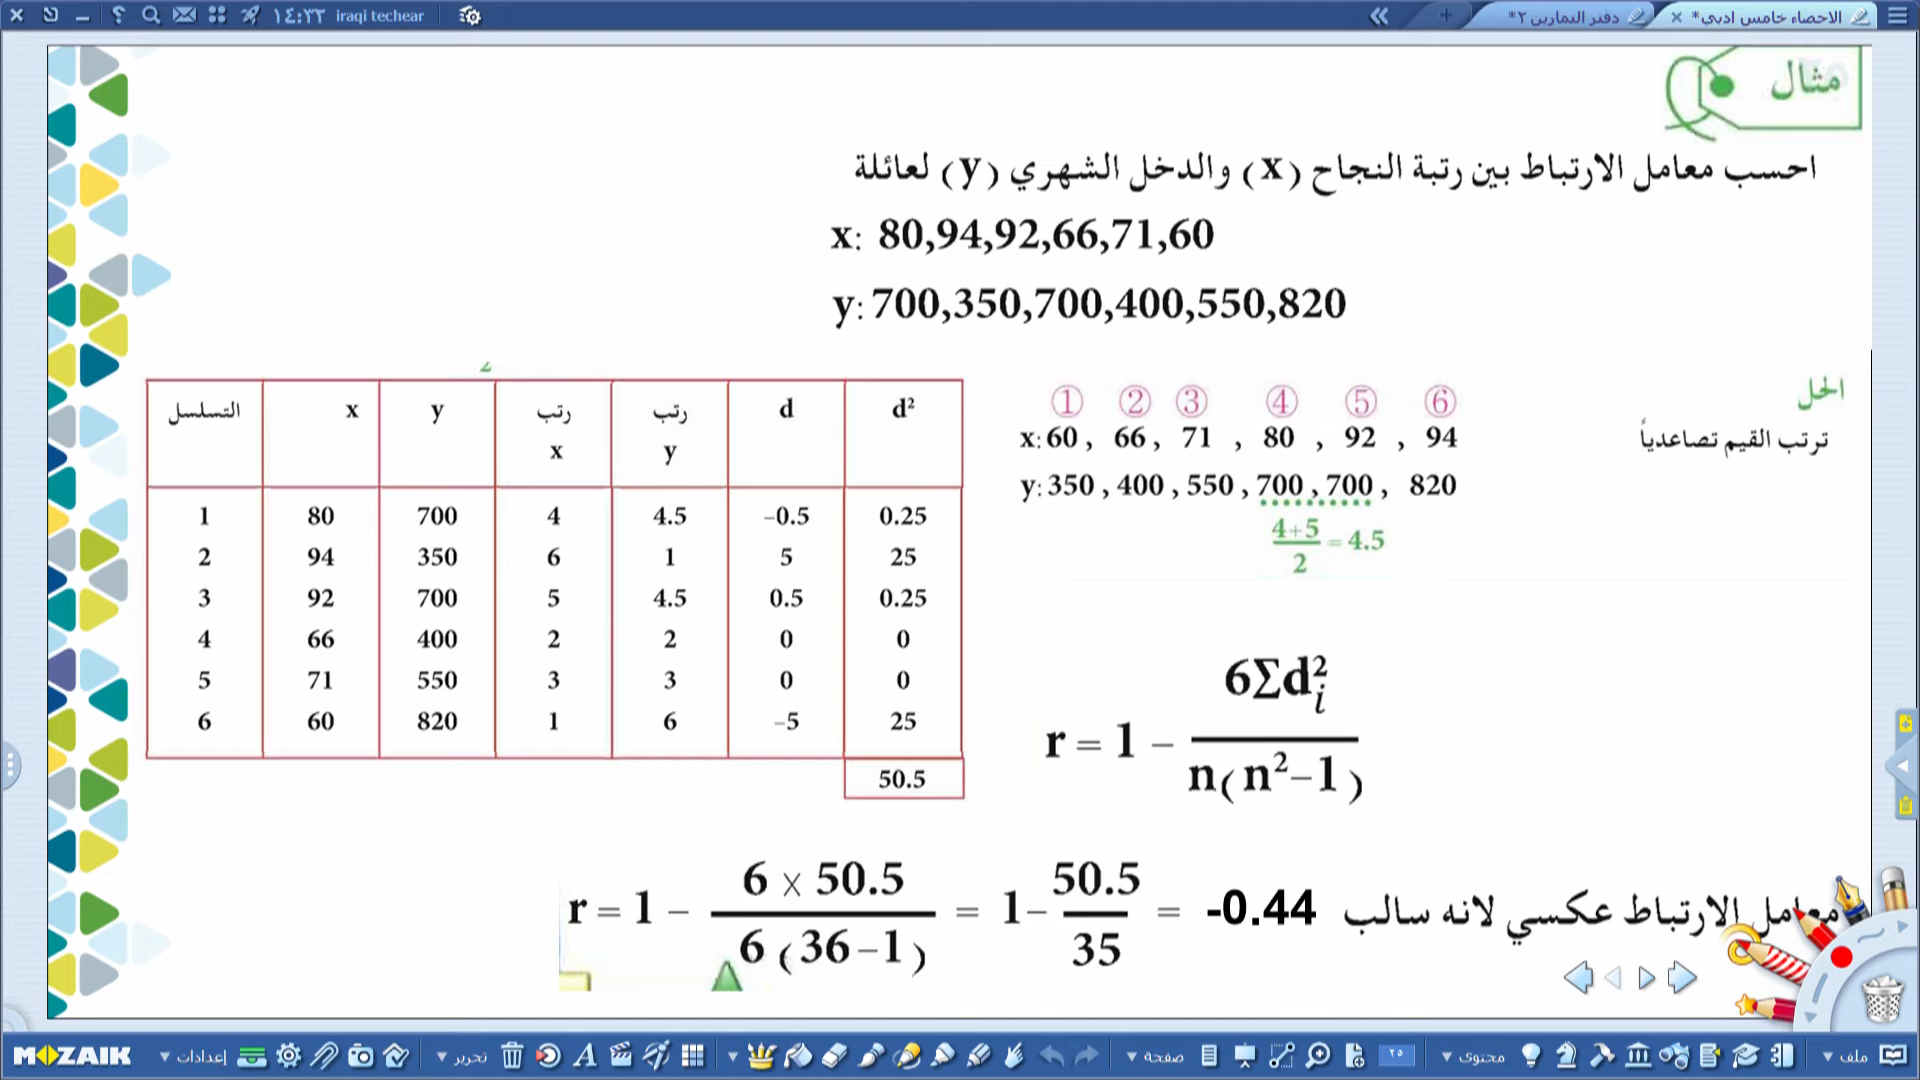 ١٤:٢٢ iraqi techear
الاحصاء خامس ادبي*
دفتر التمارين ٢*
مثال
احسب معامل الارتباط بين رتبة النجاح (x) والدخل الشهري (y) لعائلة
x: 80,94,92,66,71,60
y: 700,350,700,400,550,820
الحل
ترتب القيم تصاعدياً
① ② ③ ④ ⑤ ⑥
x: 60 , 66 , 71 , 80 , 92 , 94
y: 350 , 400 , 550 , 700 , 700 , 820
4+5/2 = 4.5
التسلسل x y رتب x رتب y d d²
1 80 700 4 4.5 –0.5 0.25
2 94 350 6 1 5 25
3 92 700 5 4.5 0.5 0.25
4 66 400 2 2 0 0
5 71 550 3 3 0 0
6 60 820 1 6 –5 25
50.5
r = 1 – 6Σd²ᵢ / n(n²–1)
r = 1 – 6 × 50.5 / 6 (36–1) = 1– 50.5/35 = -0.44 معامل الارتباط عكسي لانه سالب
MOZAIK
إعدادات
تحرير
صفحة
٢٥
محتوى
ملف